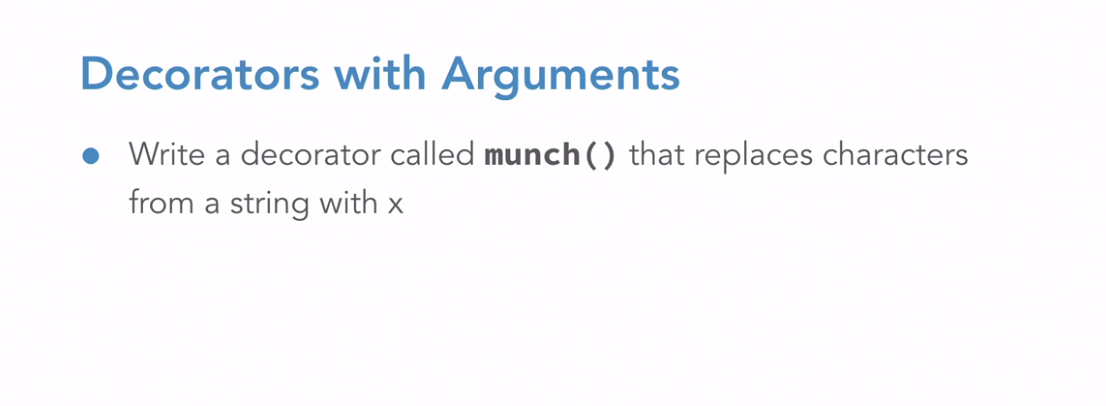 Decorators with Arguments
● Write a decorator called munch() that replaces characters
from a string with x